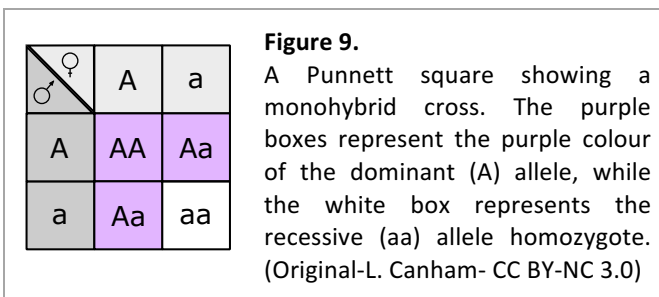 ♀
♂
A a
A AA Aa
a Aa aa
Figure 9.
A Punnett square showing a
monohybrid cross. The purple
boxes represent the purple colour
of the dominant (A) allele, while
the white box represents the
recessive (aa) allele homozygote.
(Original-L. Canham- CC BY-NC 3.0)